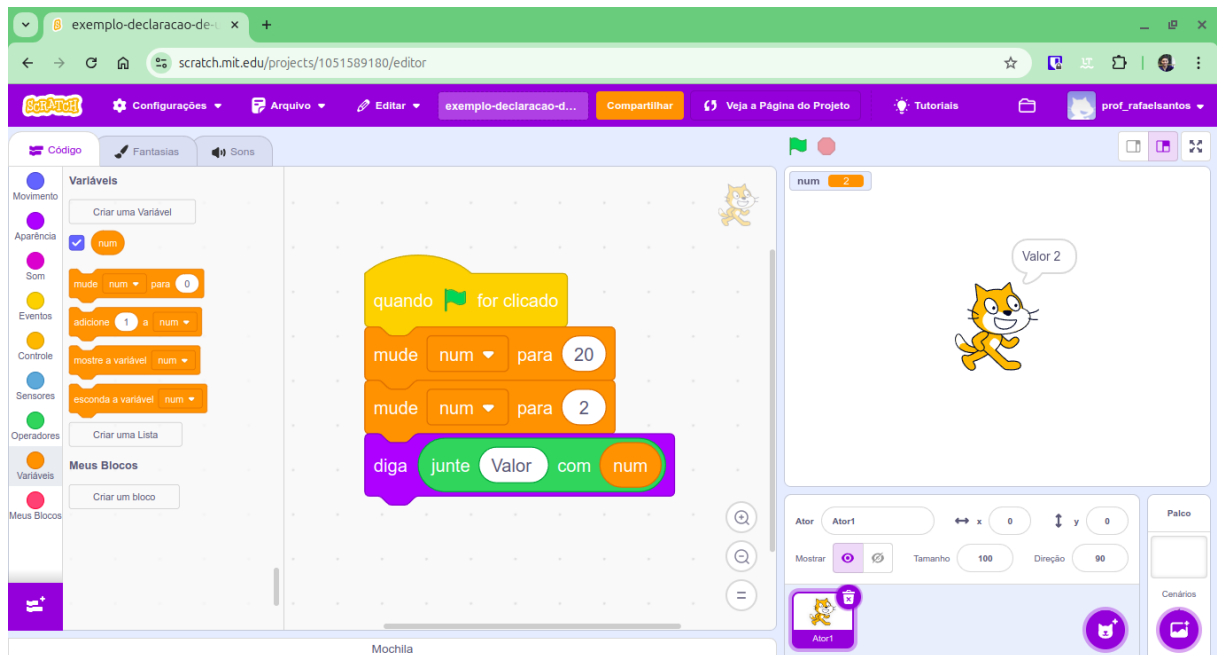 exemplo-declaracao-de-u
scratch.mit.edu/projects/1051589180/editor
SCRATCH
Configurações
Arquivo
Editar
exemplo-declaracao-d...
Compartilhar
Veja a Página do Projeto
Tutoriais
prof_rafaelsantos
Código
Fantasias
Sons
Movimento
Aparência
Som
Eventos
Controle
Sensores
Operadores
Variáveis
Meus Blocos
Variáveis
Criar uma Variável
num
mude num para 0
adicione 1 a num
mostre a variável num
esconda a variável num
Criar uma Lista
Meus Blocos
Criar um bloco
quando for clicado
mude num para 20
mude num para 2
diga junte Valor com num
Mochila
num 2
Valor 2
Ator Ator1 x 0 y 0
Mostrar Tamanho 100 Direção 90
Ator1
Palco
Cenários